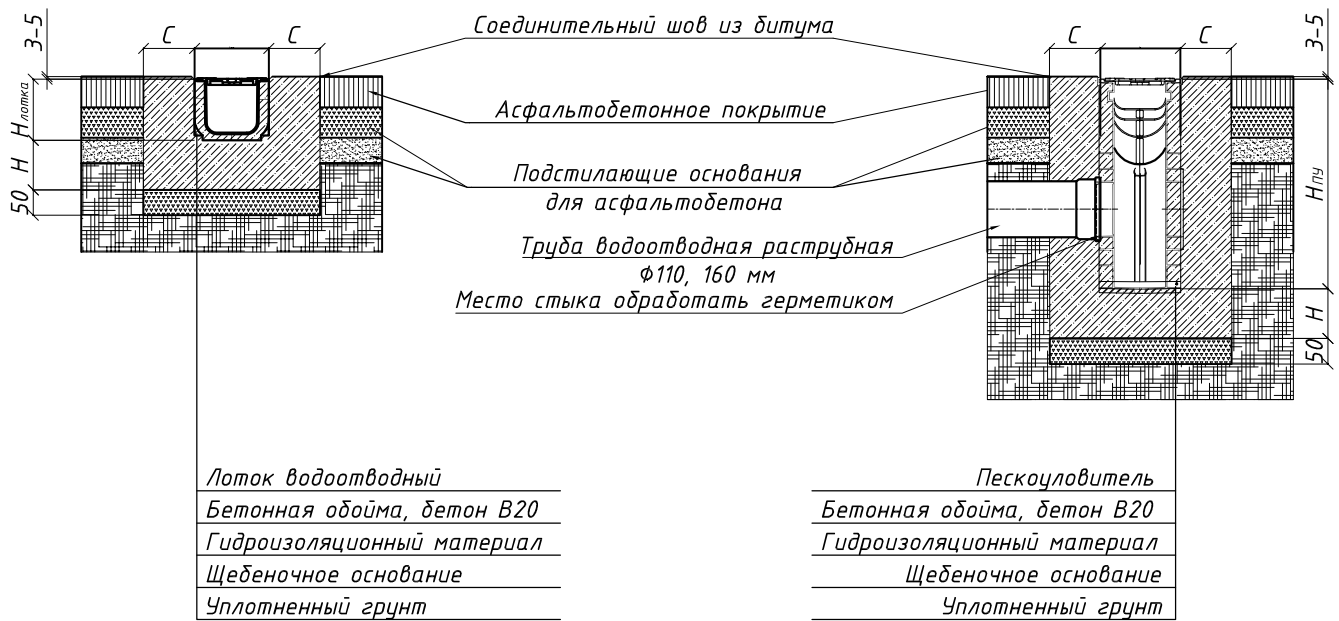 3-5
C
C
Соединительный шов из битума
C
C
3-5
Hлотка
Асфальтобетонное покрытие
H
Подстилающие основания
для асфальтобетона
Hпу
50
Труба водоотводная раструбная
Ф110, 160 мм
Место стыка обработать герметиком
H
50
Лоток водоотводный
Бетонная обойма, бетон В20
Гидроизоляционный материал
Щебеночное основание
Уплотненный грунт
Пескоуловитель
Бетонная обойма, бетон В20
Гидроизоляционный материал
Щебеночное основание
Уплотненный грунт